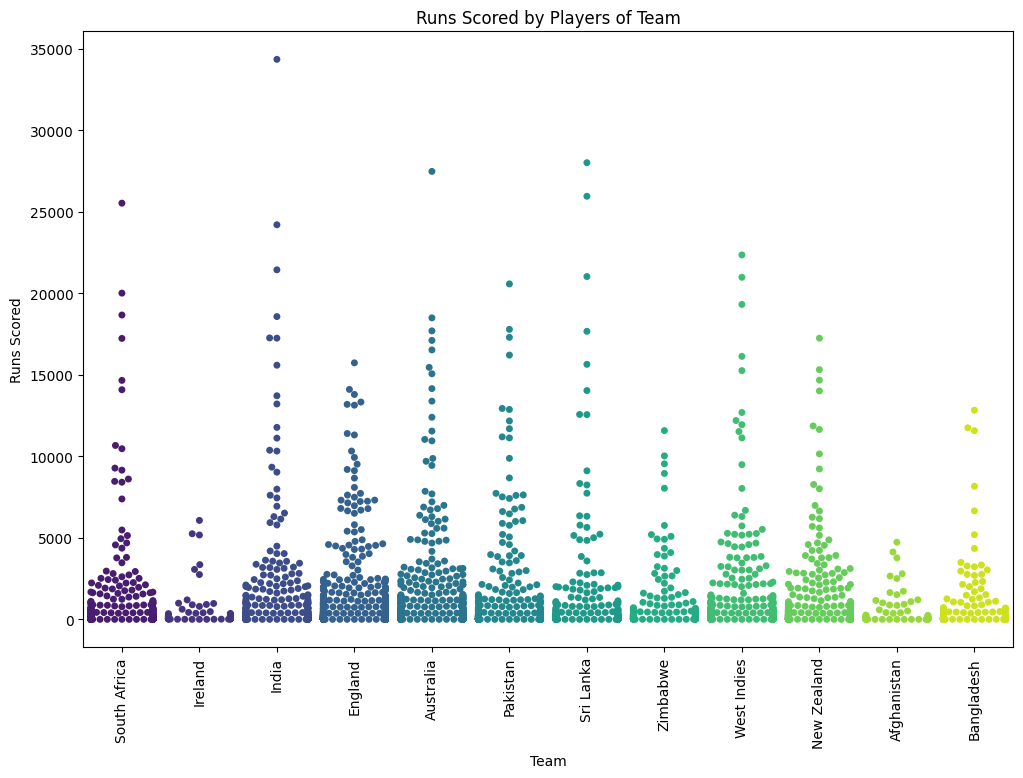 Runs Scored by Players of Team
35000
30000
25000
20000
15000
10000
5000
0
Runs Scored
South Africa
Ireland
India
England
Australia
Pakistan
Sri Lanka
Zimbabwe
West Indies
New Zealand
Afghanistan
Bangladesh
Team